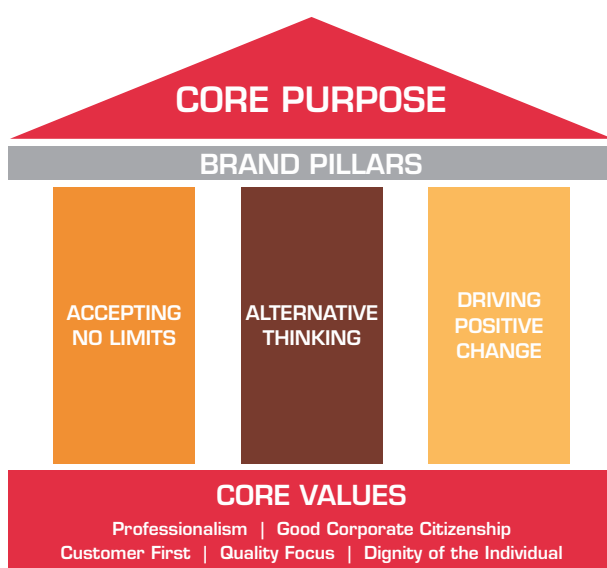 CORE PURPOSE
BRAND PILLARS
ACCEPTING
NO LIMITS
ALTERNATIVE
THINKING
DRIVING
POSITIVE
CHANGE
CORE VALUES
Professionalism | Good Corporate Citizenship
Customer First | Quality Focus | Dignity of the Individual